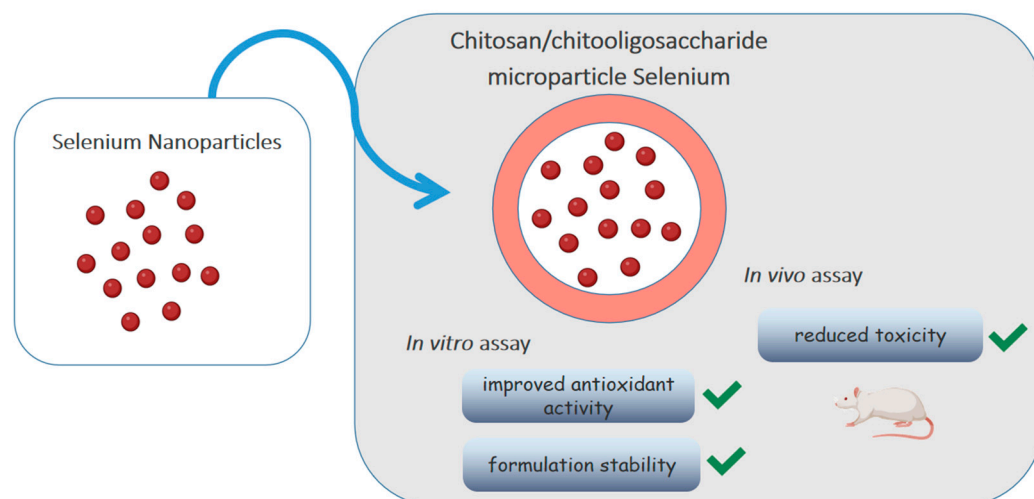 Selenium Nanoparticles
Chitosan/chitooligosaccharide
microparticle Selenium
In vivo assay
reduced toxicity
In vitro assay
improved antioxidant
activity
formulation stability